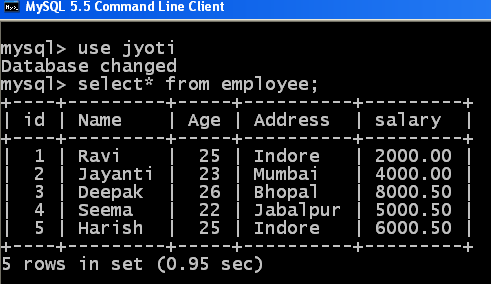 MySQL 5.5 Command Line Client
mysql> use jyoti
Database changed
mysql> select* from employee;
+----+---------+-----+----------+---------+
| id | Name    | Age | Address  | salary  |
+----+---------+-----+----------+---------+
|  1 | Ravi    |  25 | Indore   | 2000.00 |
|  2 | Jayanti |  23 | Mumbai   | 4000.00 |
|  3 | Deepak  |  26 | Bhopal   | 8000.50 |
|  4 | Seema   |  22 | Jabalpur | 5000.50 |
|  5 | Harish  |  25 | Indore   | 6000.50 |
+----+---------+-----+----------+---------+
5 rows in set (0.95 sec)